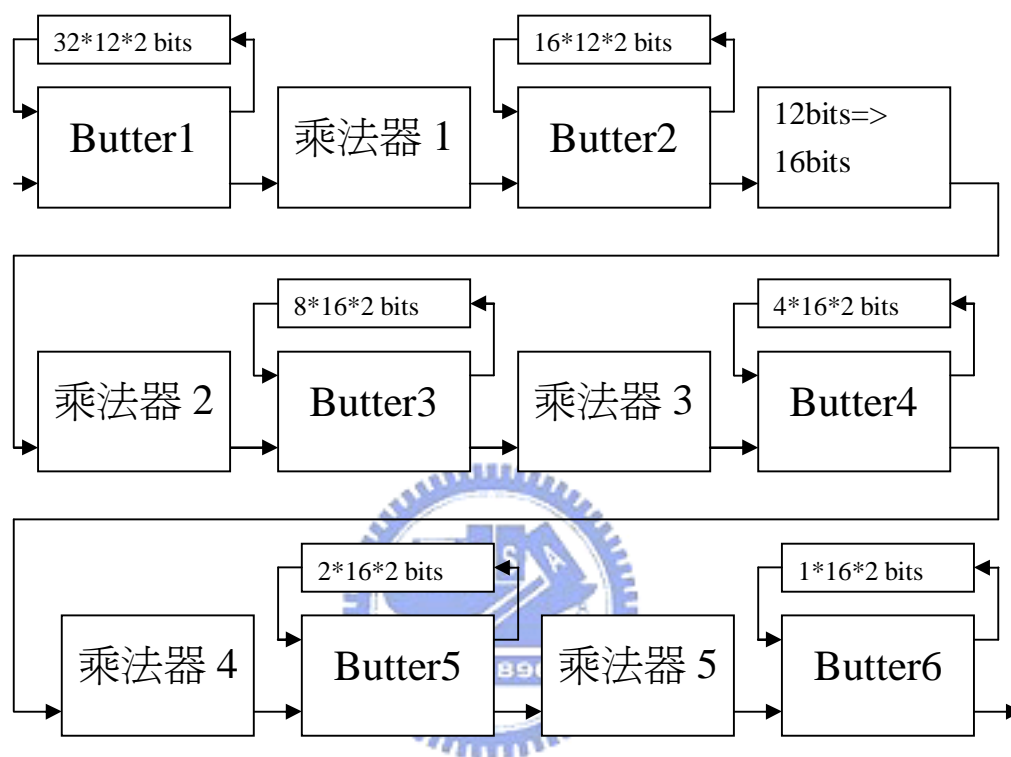 32*12*2 bits
16*12*2 bits
Butter1
乘法器 1
Butter2
12bits=>
16bits
8*16*2 bits
4*16*2 bits
乘法器 2
Butter3
乘法器 3
Butter4
2*16*2 bits
1*16*2 bits
乘法器 4
Butter5
乘法器 5
Butter6